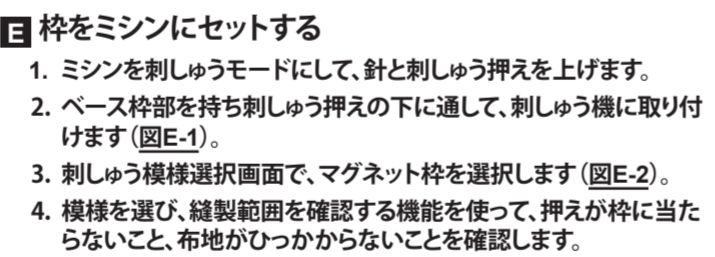 E 枠をミシンにセットする
1. ミシンを刺しゅうモードにして、針と刺しゅう押えを上げます。
2. ベース枠部を持ち刺しゅう押えの下に通して、刺しゅう機に取り付
けます（図E-1）。
3. 刺しゅう模様選択画面で、マグネット枠を選択します（図E-2）。
4. 模様を選び、縫製範囲を確認する機能を使って、押えが枠に当た
らないこと、布地がひっかからないことを確認します。